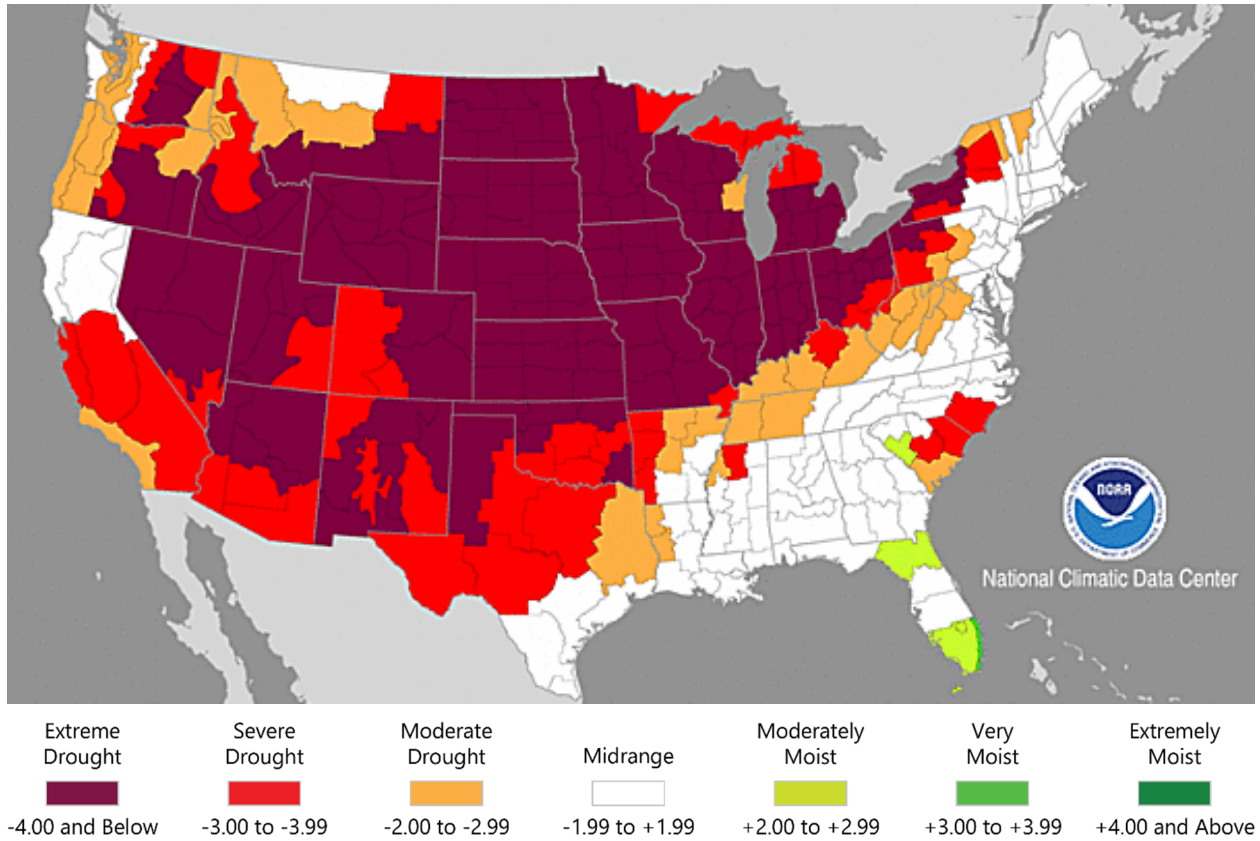 NOAA
National Climatic Data Center
Extreme
Drought
Severe
Drought
Moderate
Drought
Midrange
Moderately
Moist
Very
Moist
Extremely
Moist
-4.00 and Below
-3.00 to -3.99
-2.00 to -2.99
-1.99 to +1.99
+2.00 to +2.99
+3.00 to +3.99
+4.00 and Above